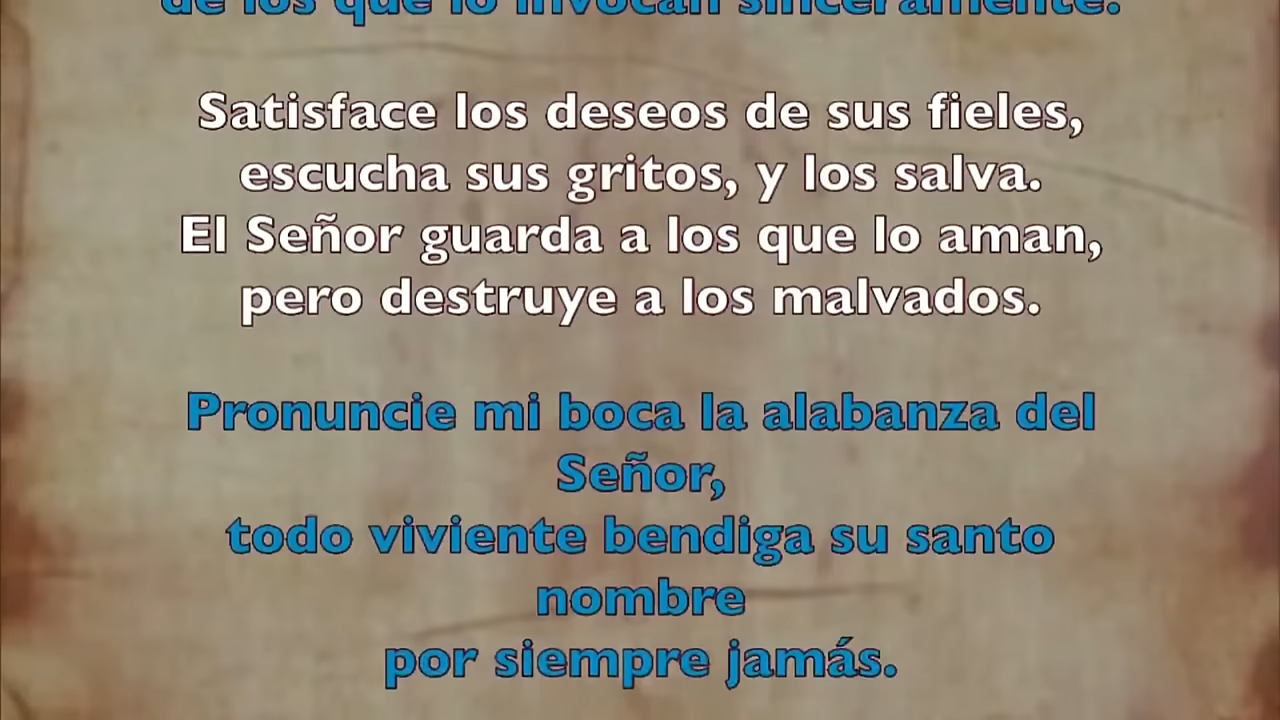 de los que lo invocan sinceramente.
Satisface los deseos de sus fieles,
escucha sus gritos, y los salva.
El Señor guarda a los que lo aman,
pero destruye a los malvados.
Pronuncie mi boca la alabanza del
Señor,
todo viviente bendiga su santo
nombre
por siempre jamás.